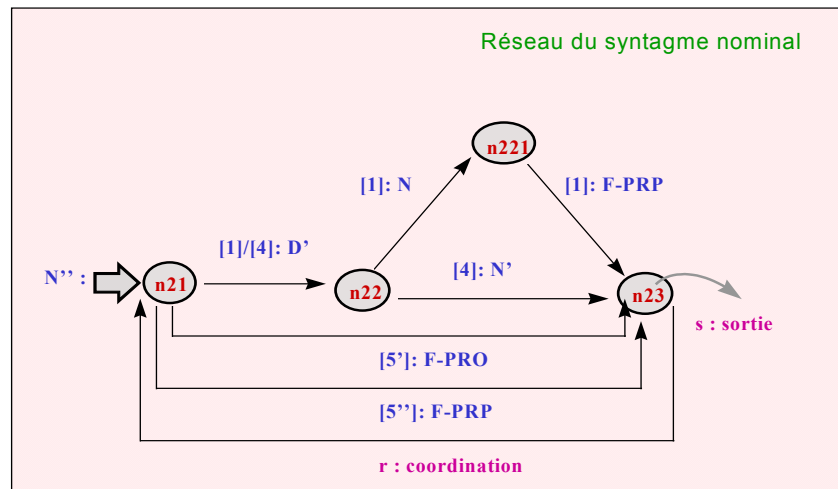 Réseau du syntagme nominal
n221
[1]: N
[1]: F-PRP
[1]/[4]: D’
[4]: N’
N’’ :
n21
n22
n23
s : sortie
[5’]: F-PRO
[5’’]: F-PRP
r : coordination